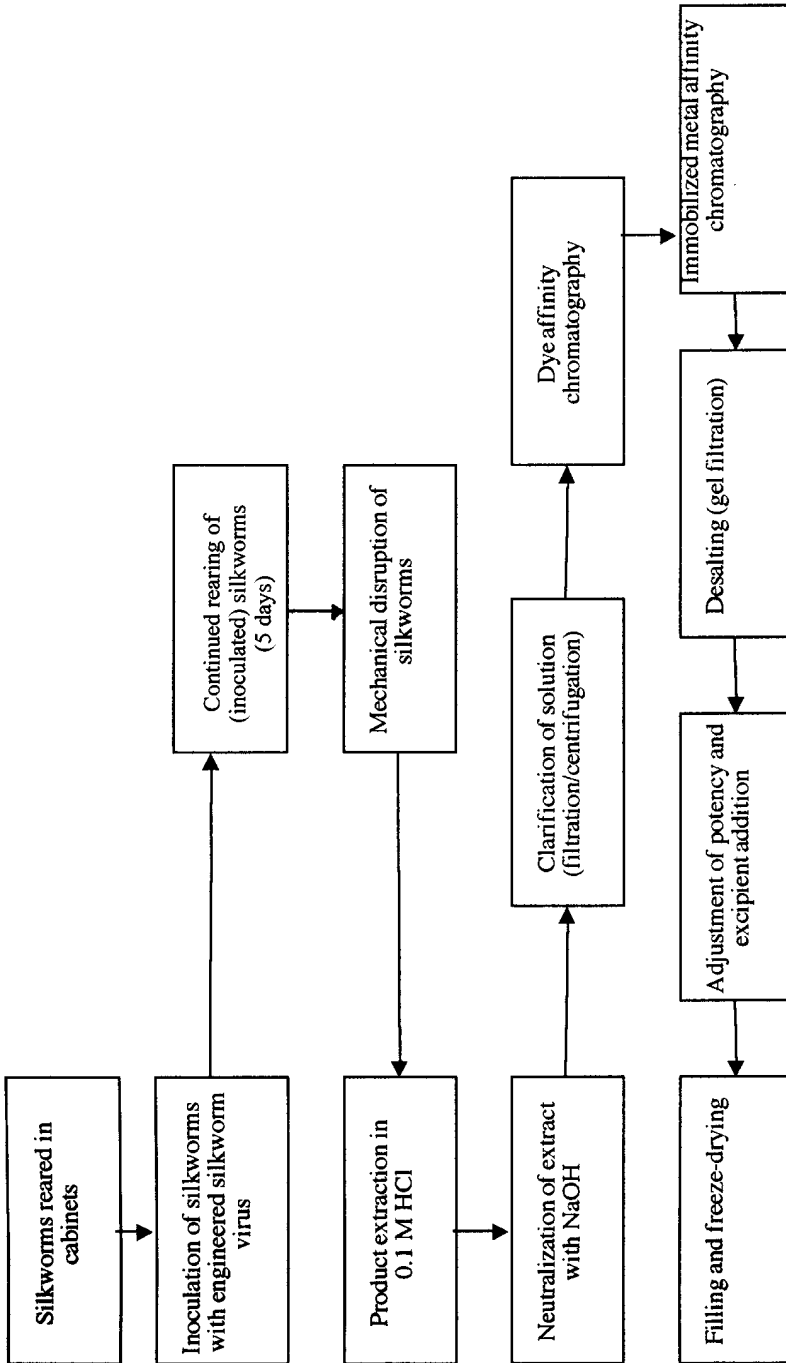 Silkworms reared in
cabinets
Inoculation of silkworms
with engineered silkworm
virus
Continued rearing of
(inoculated) silkworms
(5 days)
Mechanical disruption of
silkworms
Product extraction in
0.1 M HCl
Neutralization of extract
with NaOH
Clarification of solution
(filtration/centrifugation)
Dye affinity
chromatography
Immobilized metal affinity
chromatography
Desalting (gel filtration)
Adjustment of potency and
excipient addition
Filling and freeze-drying